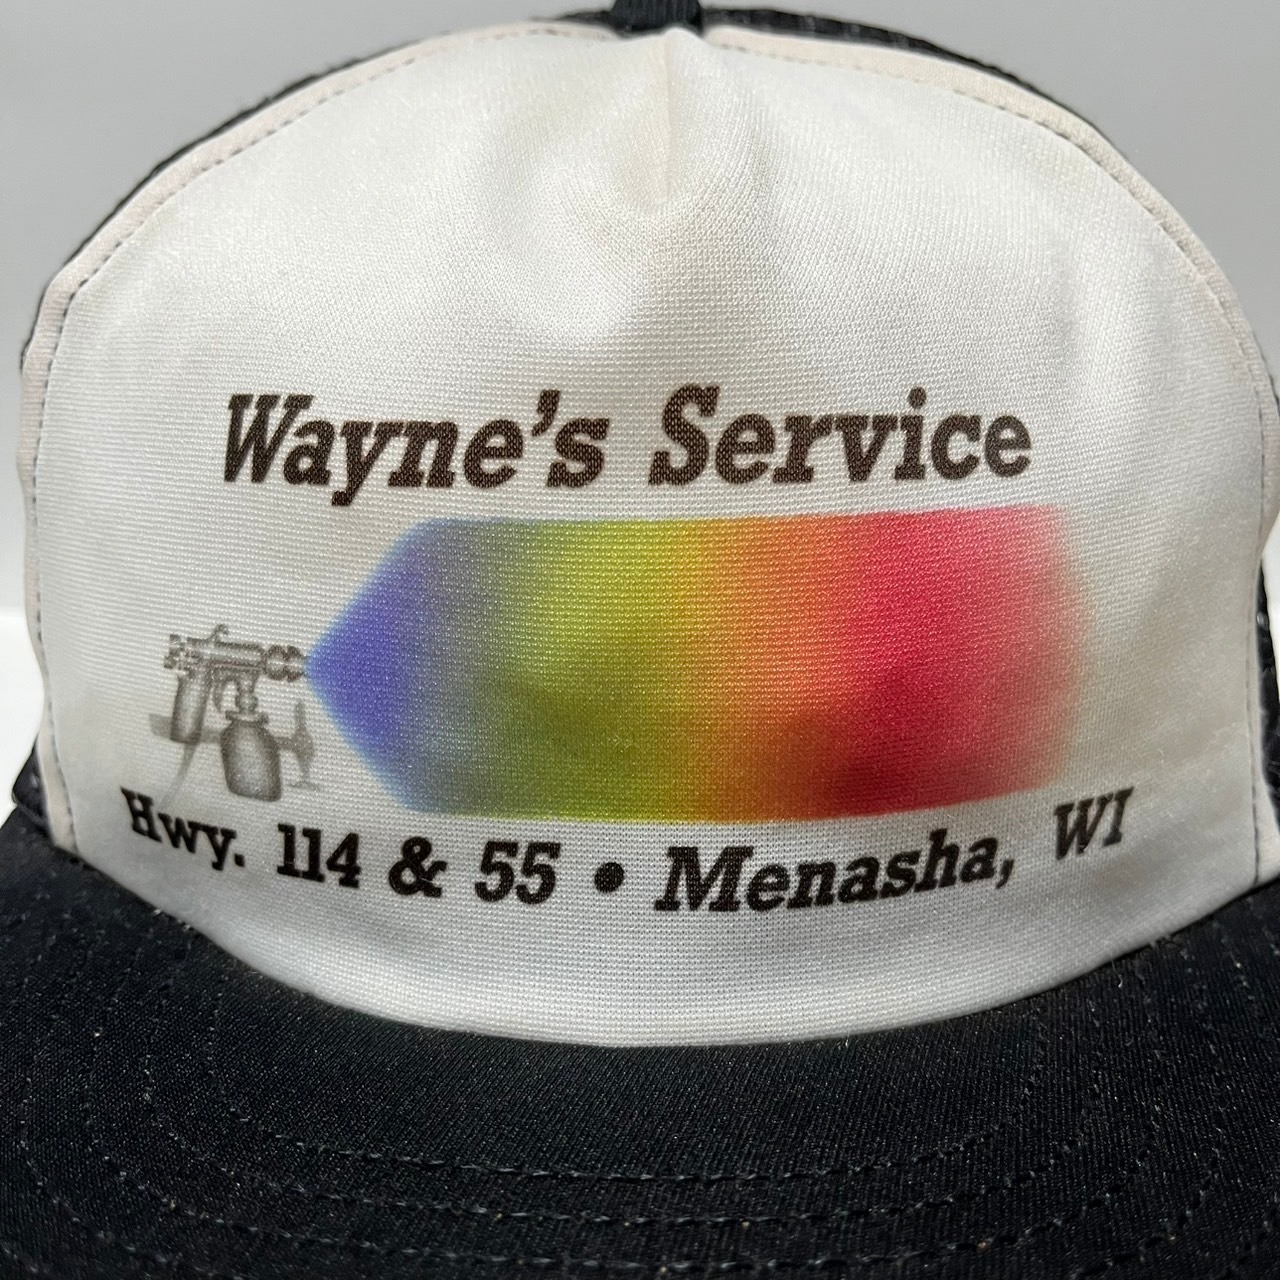 Wayne's Service
Hwy. 114 & 55 • Menasha, WI